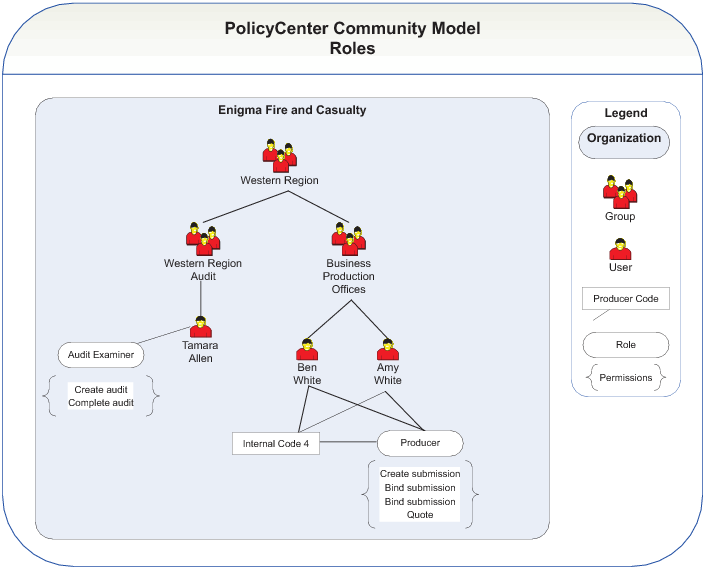 PolicyCenter Community Model
Roles
Enigma Fire and Casualty
Western Region
Western Region
Audit
Business
Production
Offices
Tamara
Allen
Audit Examiner
Create audit
Complete audit
Ben
White
Amy
White
Internal Code 4
Producer
Create submission
Bind submission
Bind submission
Quote
Legend
Organization
Group
User
Producer Code
Role
Permissions